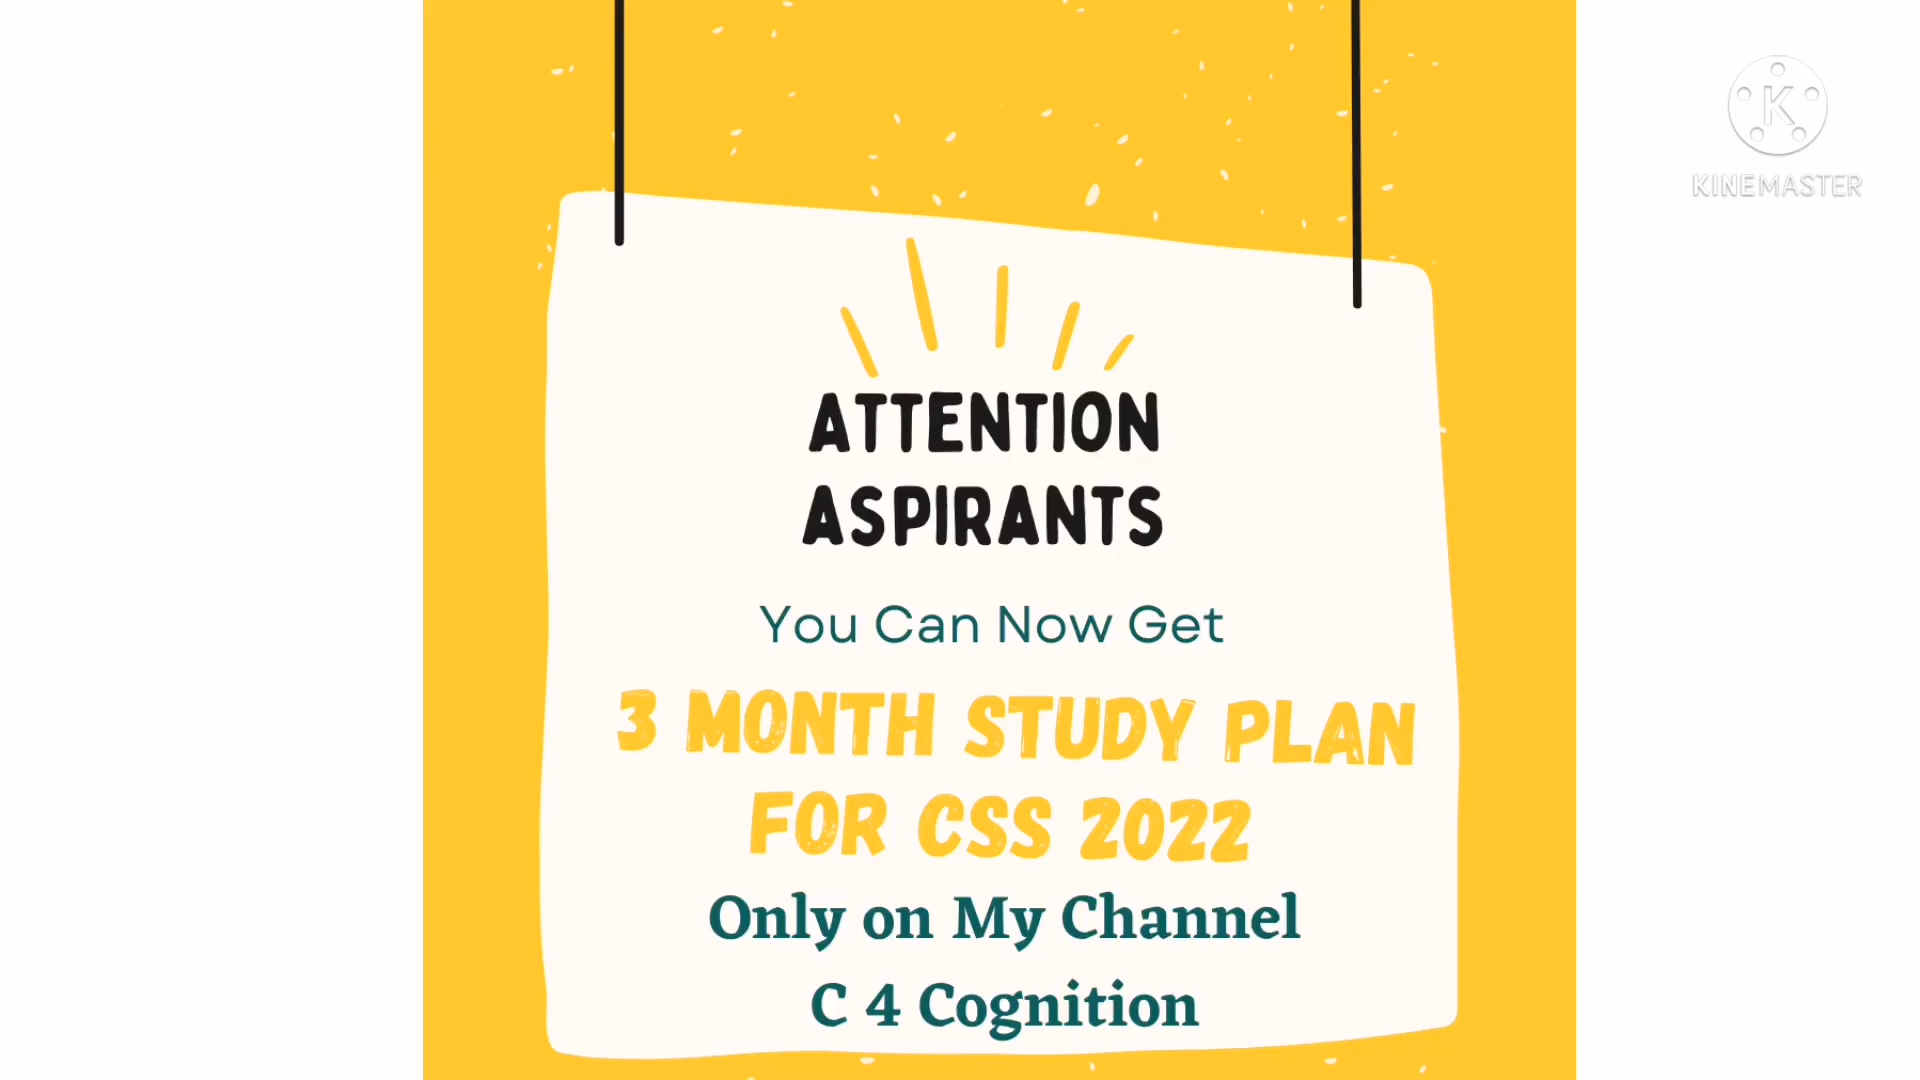 K
KINEMASTER
ATTENTION
ASPIRANTS
You Can Now Get
3 MONTH STUDY PLAN
FOR CSS 2022
Only on My Channel
C 4 Cognition